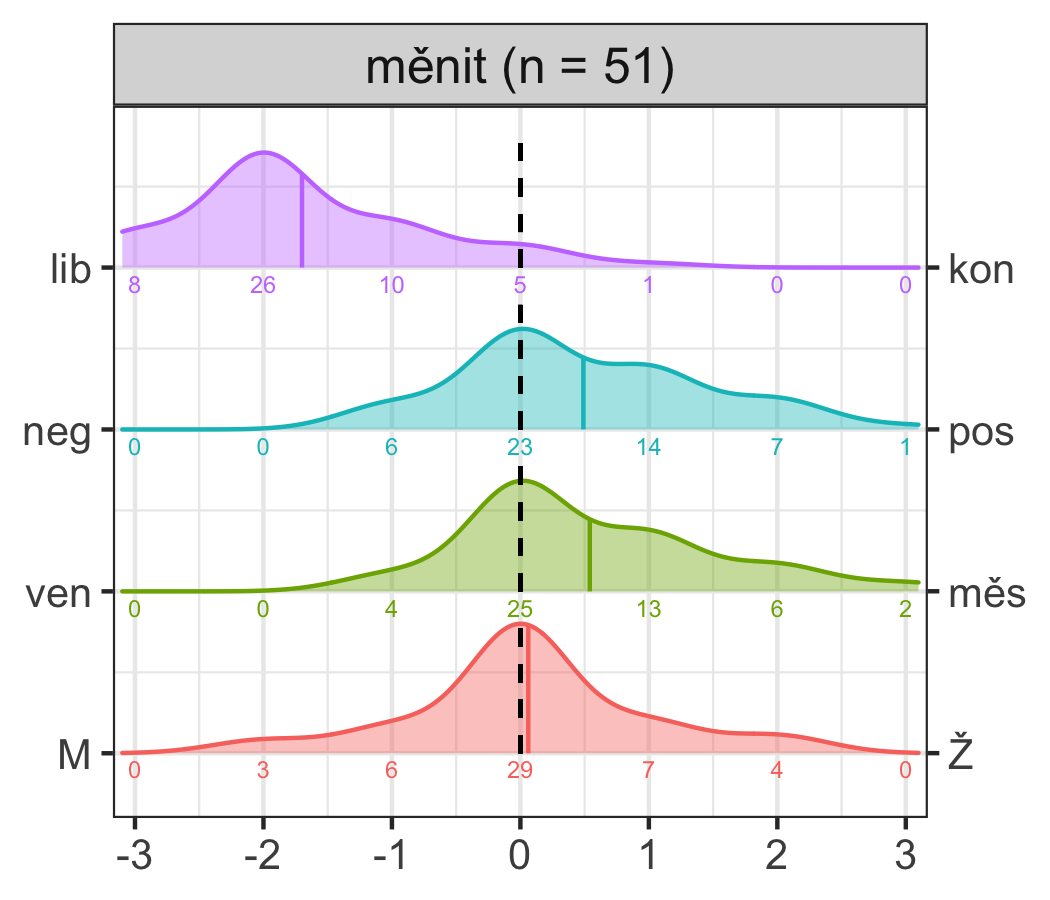 měnit (n = 51)
lib kon
8 26 10 5 1 0 0
neg pos
0 0 6 23 14 7 1
ven měs
0 0 4 25 13 6 2
M Ž
0 3 6 29 7 4 0
-3 -2 -1 0 1 2 3